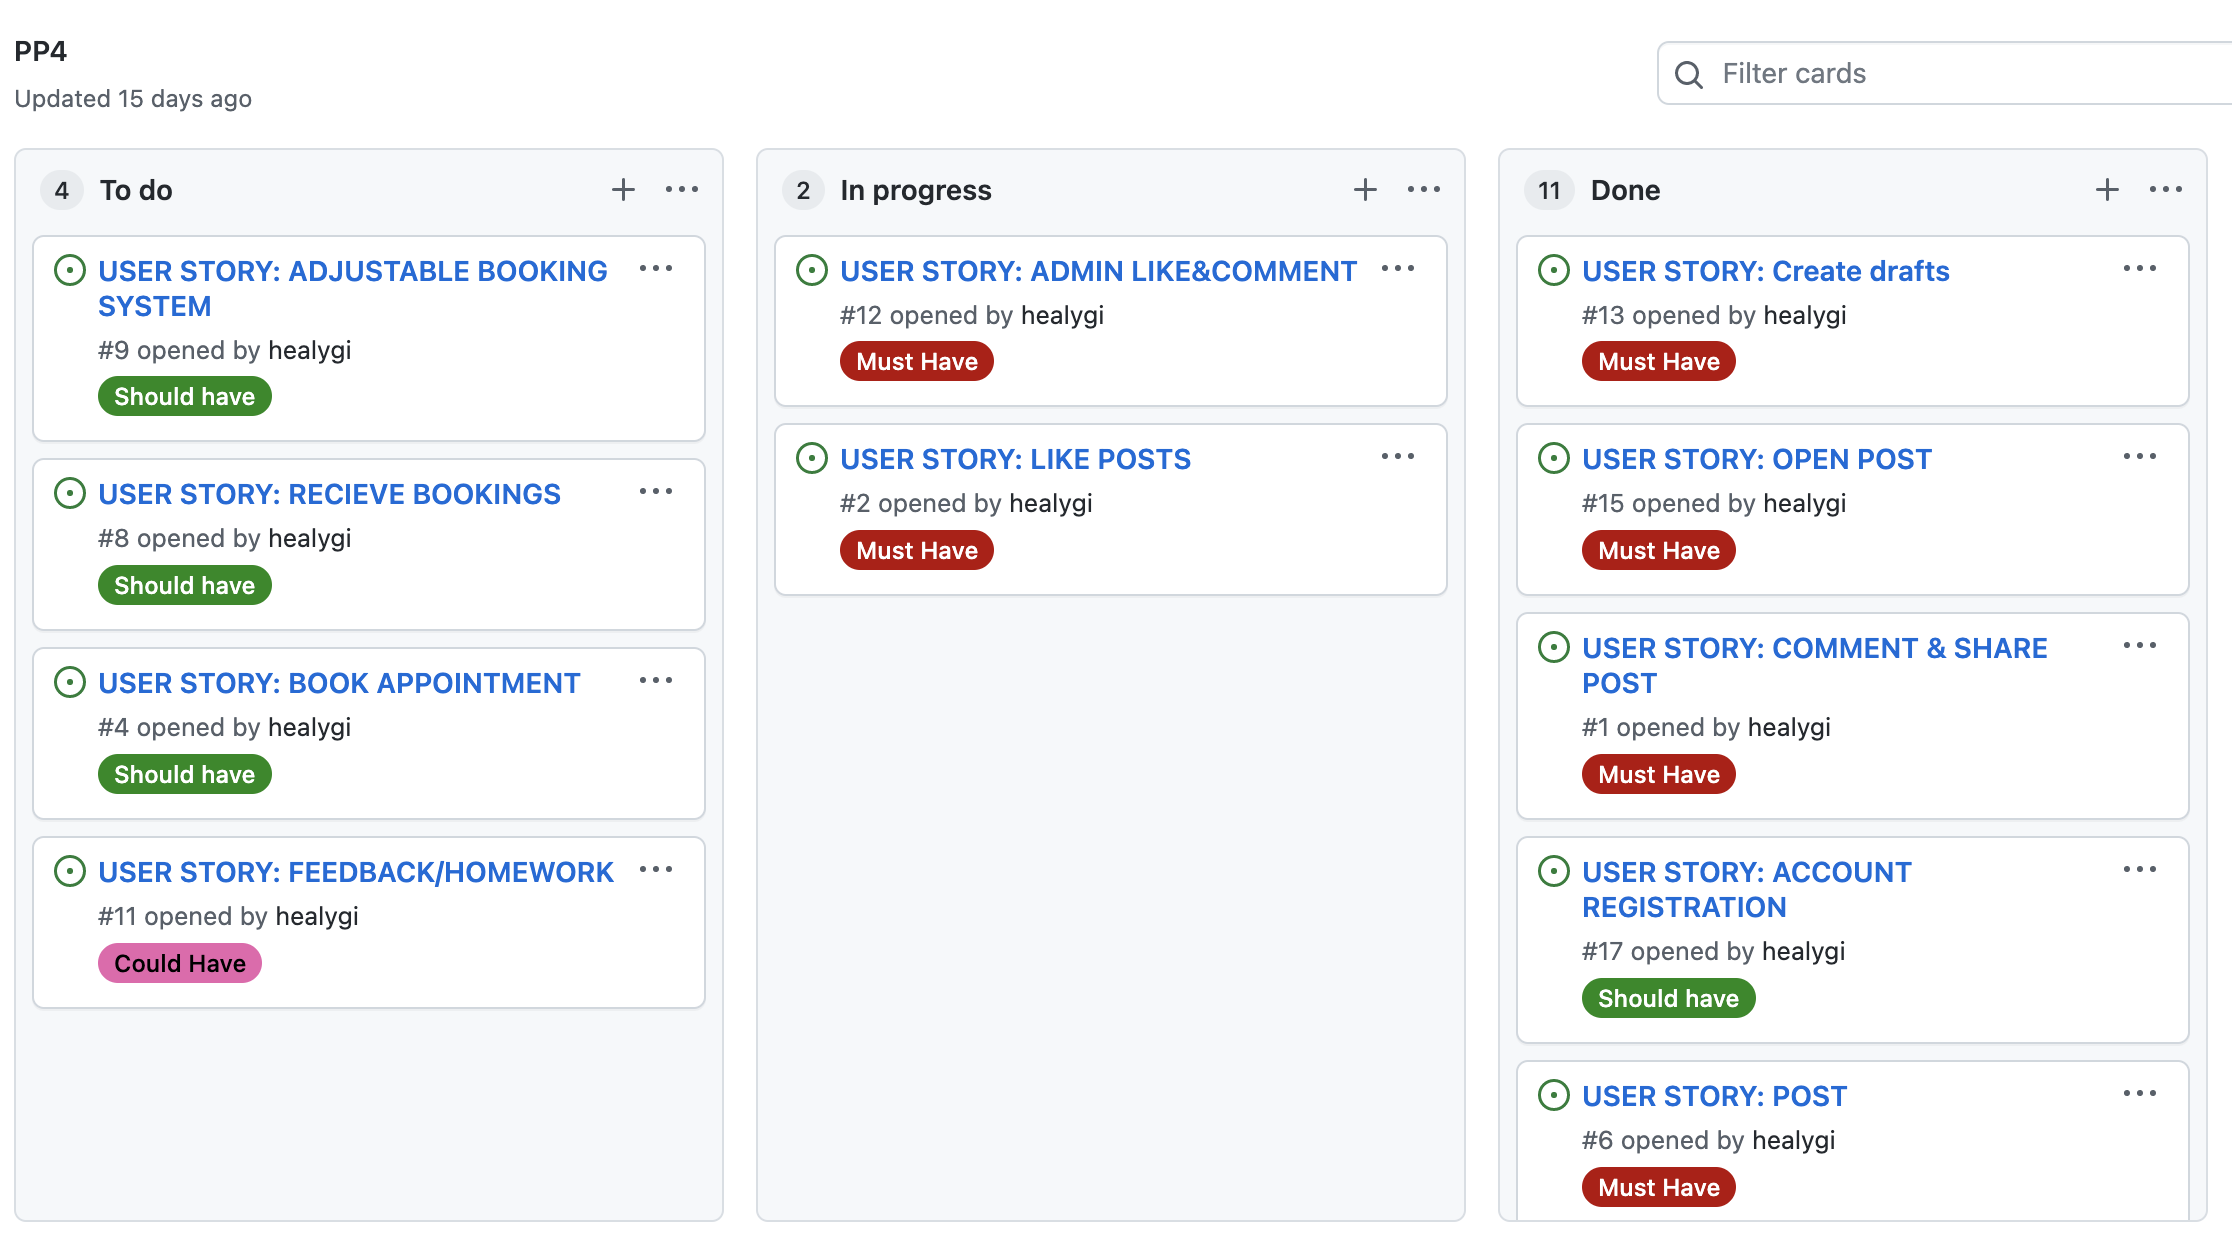 PP4
Updated 15 days ago
Filter cards
4 To do
USER STORY: ADJUSTABLE BOOKING
SYSTEM
#9 opened by healygi
Should have
USER STORY: RECIEVE BOOKINGS
#8 opened by healygi
Should have
USER STORY: BOOK APPOINTMENT
#4 opened by healygi
Should have
USER STORY: FEEDBACK/HOMEWORK
#11 opened by healygi
Could Have
2 In progress
USER STORY: ADMIN LIKE&COMMENT
#12 opened by healygi
Must Have
USER STORY: LIKE POSTS
#2 opened by healygi
Must Have
11 Done
USER STORY: Create drafts
#13 opened by healygi
Must Have
USER STORY: OPEN POST
#15 opened by healygi
Must Have
USER STORY: COMMENT & SHARE
POST
#1 opened by healygi
Must Have
USER STORY: ACCOUNT
REGISTRATION
#17 opened by healygi
Should have
USER STORY: POST
#6 opened by healygi
Must Have